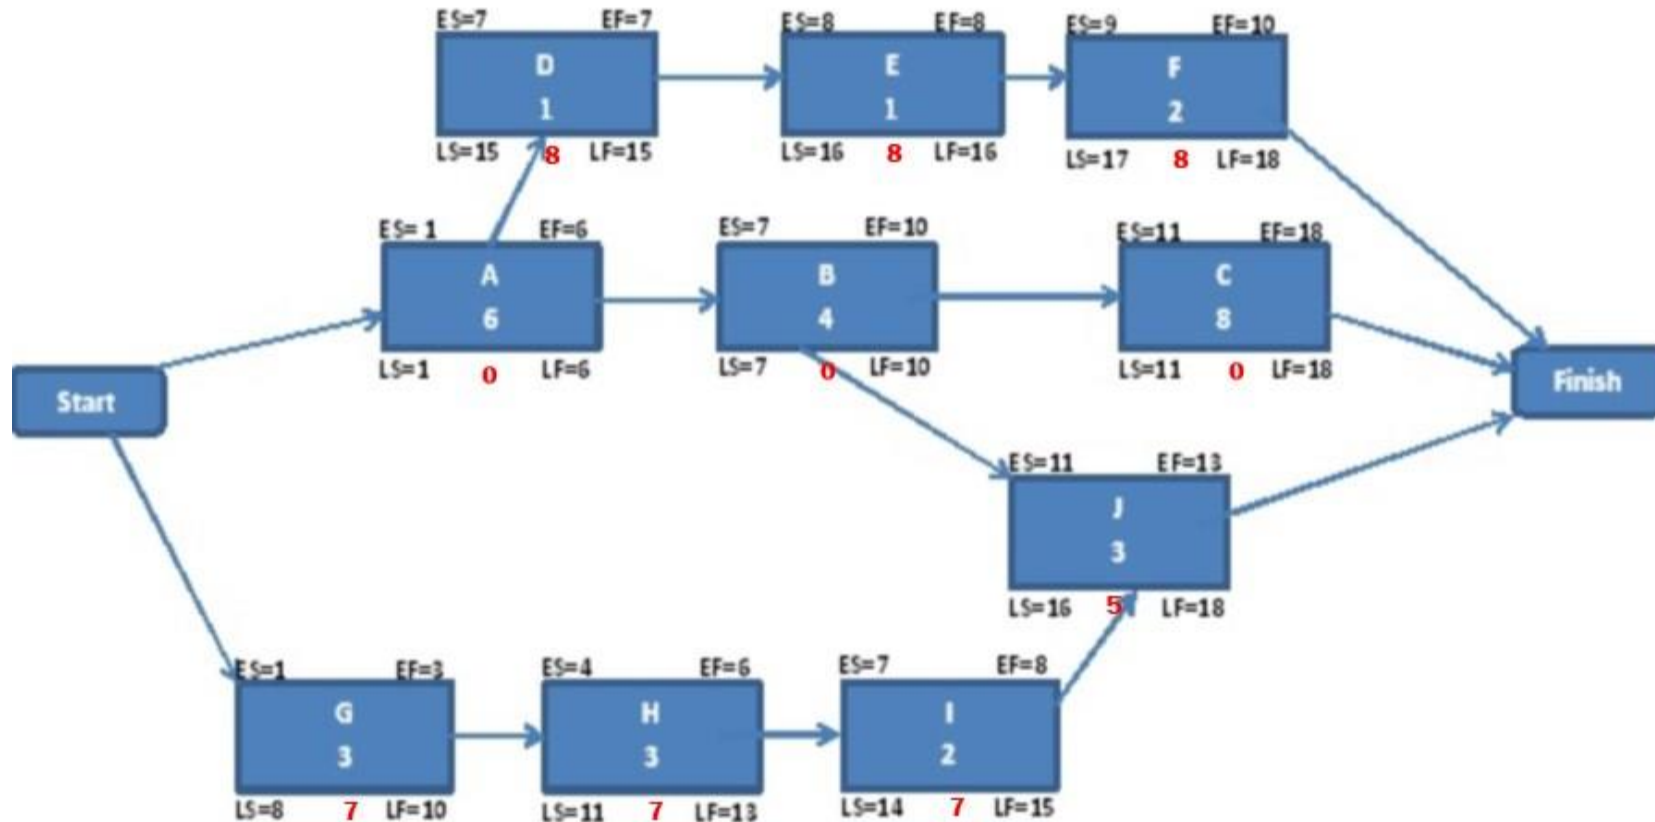 ES=7 EF=7
D
1
LS=15 8 LF=15
ES=8 EF=8
E
1
LS=16 8 LF=16
ES=9 EF=10
F
2
LS=17 8 LF=18
ES= 1 EF=6
A
6
LS=1 0 LF=6
ES=7 EF=10
B
4
LS=7 0 LF=10
ES=11 EF=18
C
8
LS=11 0 LF=18
Start
Finish
ES=11 EF=13
J
3
LS=16 5 LF=18
ES=1 EF=3
G
3
LS=8 7 LF=10
ES=4 EF=6
H
3
LS=11 7 LF=13
ES=7 EF=8
I
2
LS=14 7 LF=15